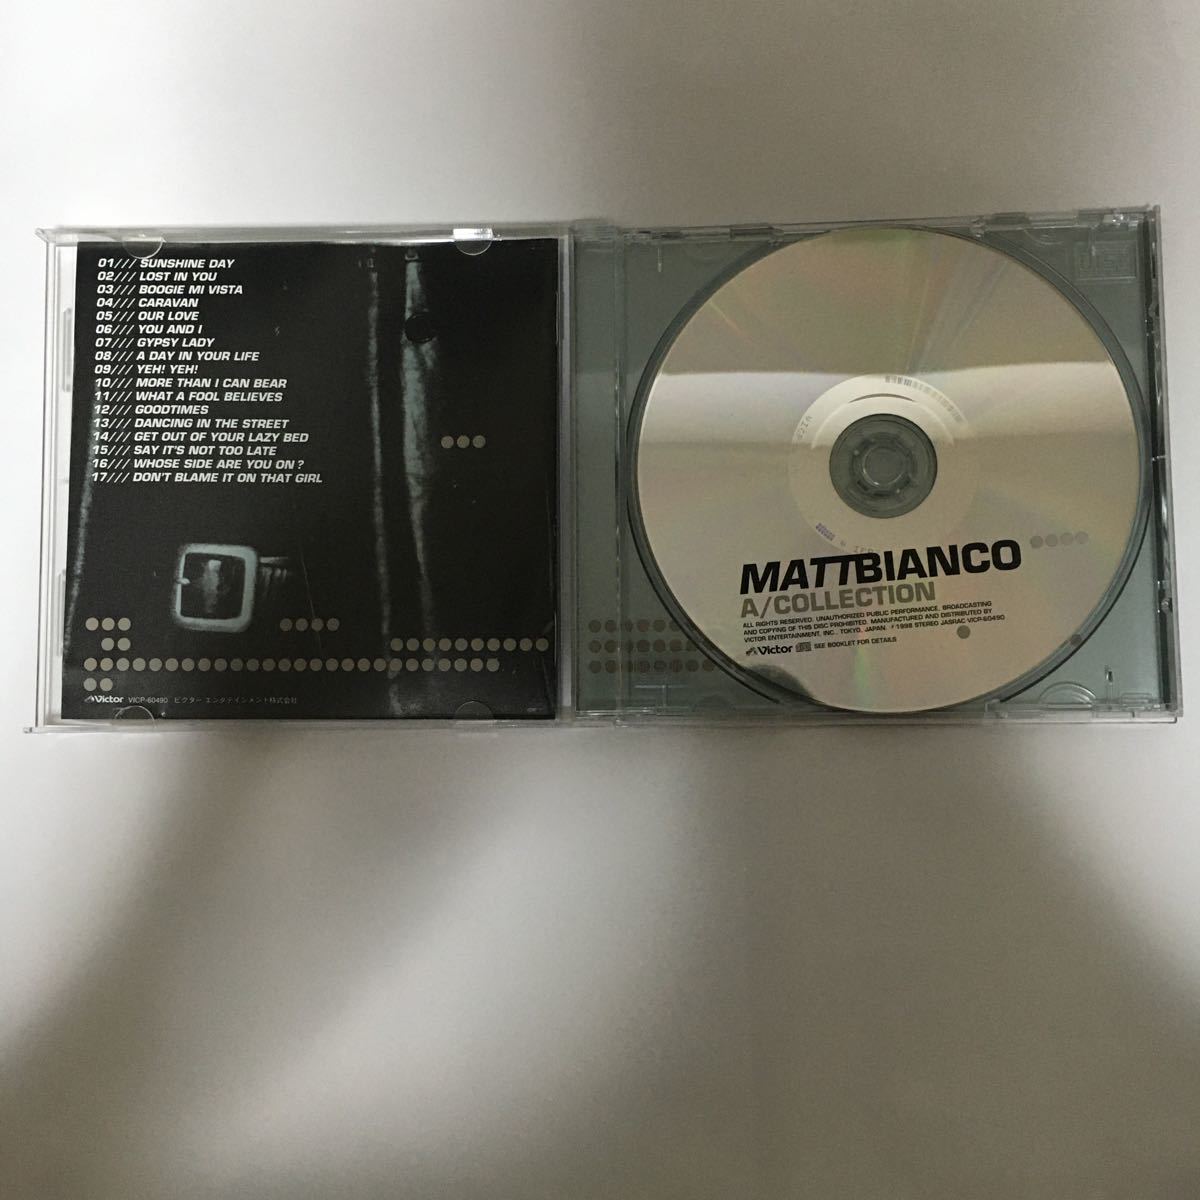 01/// SUNSHINE DAY
02/// LOST IN YOU
03/// BOOGIE MI VISTA
04/// CARAVAN
05/// OUR LOVE
06/// YOU AND I
07/// GYPSY LADY
08/// A DAY IN YOUR LIFE
09/// YEH! YEH!
10/// MORE THAN I CAN BEAR
11/// WHAT A FOOL BELIEVES
12/// GOODTIMES
13/// DANCING IN THE STREET
14/// GET OUT OF YOUR LAZY BED
15/// SAY IT'S NOT TOO LATE
16/// WHOSE SIDE ARE YOU ON?
17/// DON'T BLAME IT ON THAT GIRL
Victor VICP-60490 ビクター エンタテインメント株式会社
MATTBIANCO
A/COLLECTION
ALL RIGHTS RESERVED. UNAUTHORIZED PUBLIC PERFORMANCE, BROADCASTING
AND COPYING OF THIS DISC PROHIBITED. MANUFACTURED AND DISTRIBUTED BY
VICTOR ENTERTAINMENT, INC., TOKYO, JAPAN. / 1998 STEREO JASRAC VICP-60490
Victor SEE BOOKLET FOR DETAILS